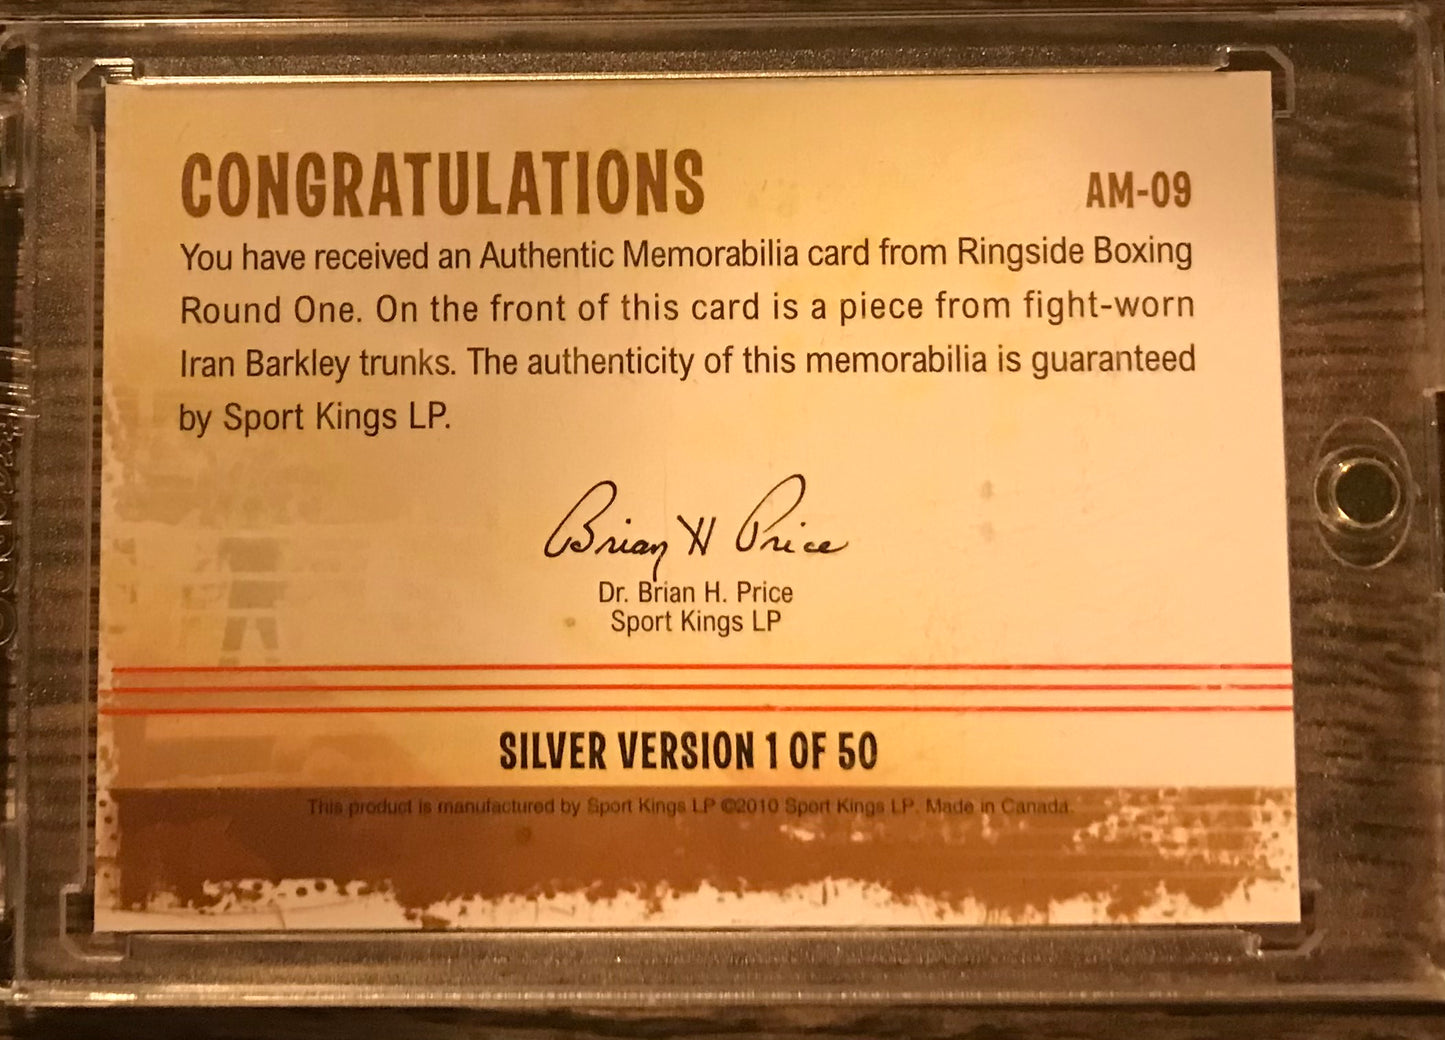 CONGRATULATIONS
AM-09
You have received an Authentic Memorabilia card from Ringside Boxing
Round One. On the front of this card is a piece from fight-worn
Iran Barkley trunks. The authenticity of this memorabilia is guaranteed
by Sport Kings LP.
Brian H Price
Dr. Brian H. Price
Sport Kings LP
SILVER VERSION 1 OF 50
This product is manufactured by Sport Kings LP ©2010 Sport Kings LP. Made in Canada.